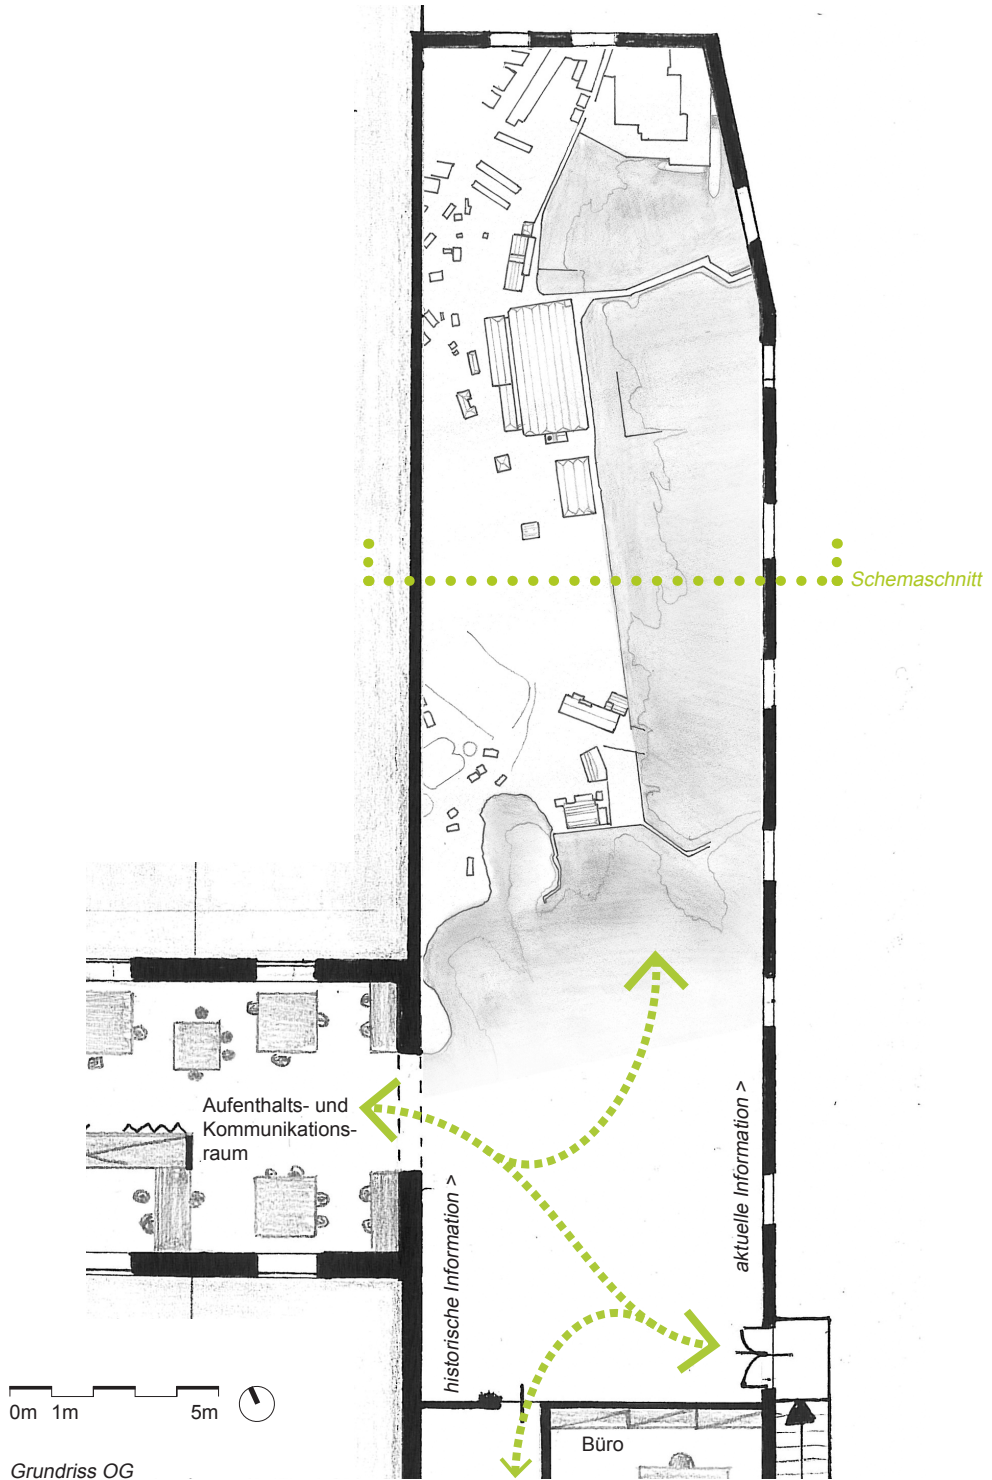 Schemaschnitt
Aufenthalts- und
Kommunikations-
raum
historische Information >
aktuelle Information >
0m 1m 5m
Büro
Grundriss OG